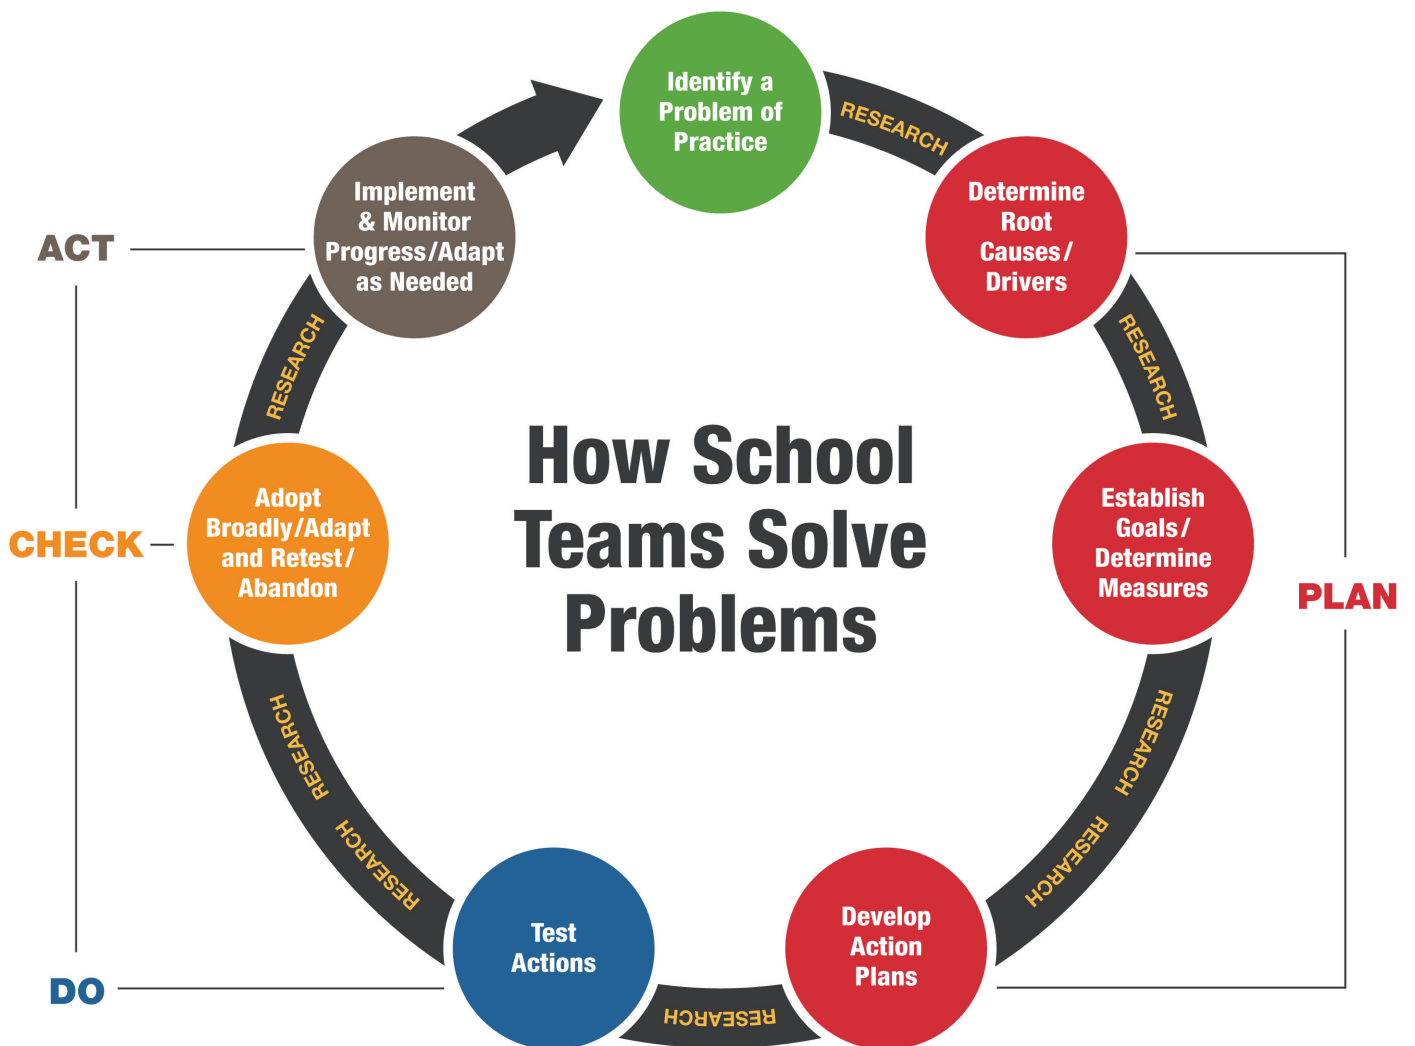 Identify a
Problem of
Practice
RESEARCH
Determine
Root
Causes/
Drivers
RESEARCH
Establish
Goals/
Determine
Measures
RESEARCH
RESEARCH
Develop
Action
Plans
RESEARCH
Test
Actions
RESEARCH
RESEARCH
Adopt
Broadly/Adapt
and Retest/
Abandon
RESEARCH
Implement
& Monitor
Progress/Adapt
as Needed
How School
Teams Solve
Problems
PLAN
DO
CHECK
ACT